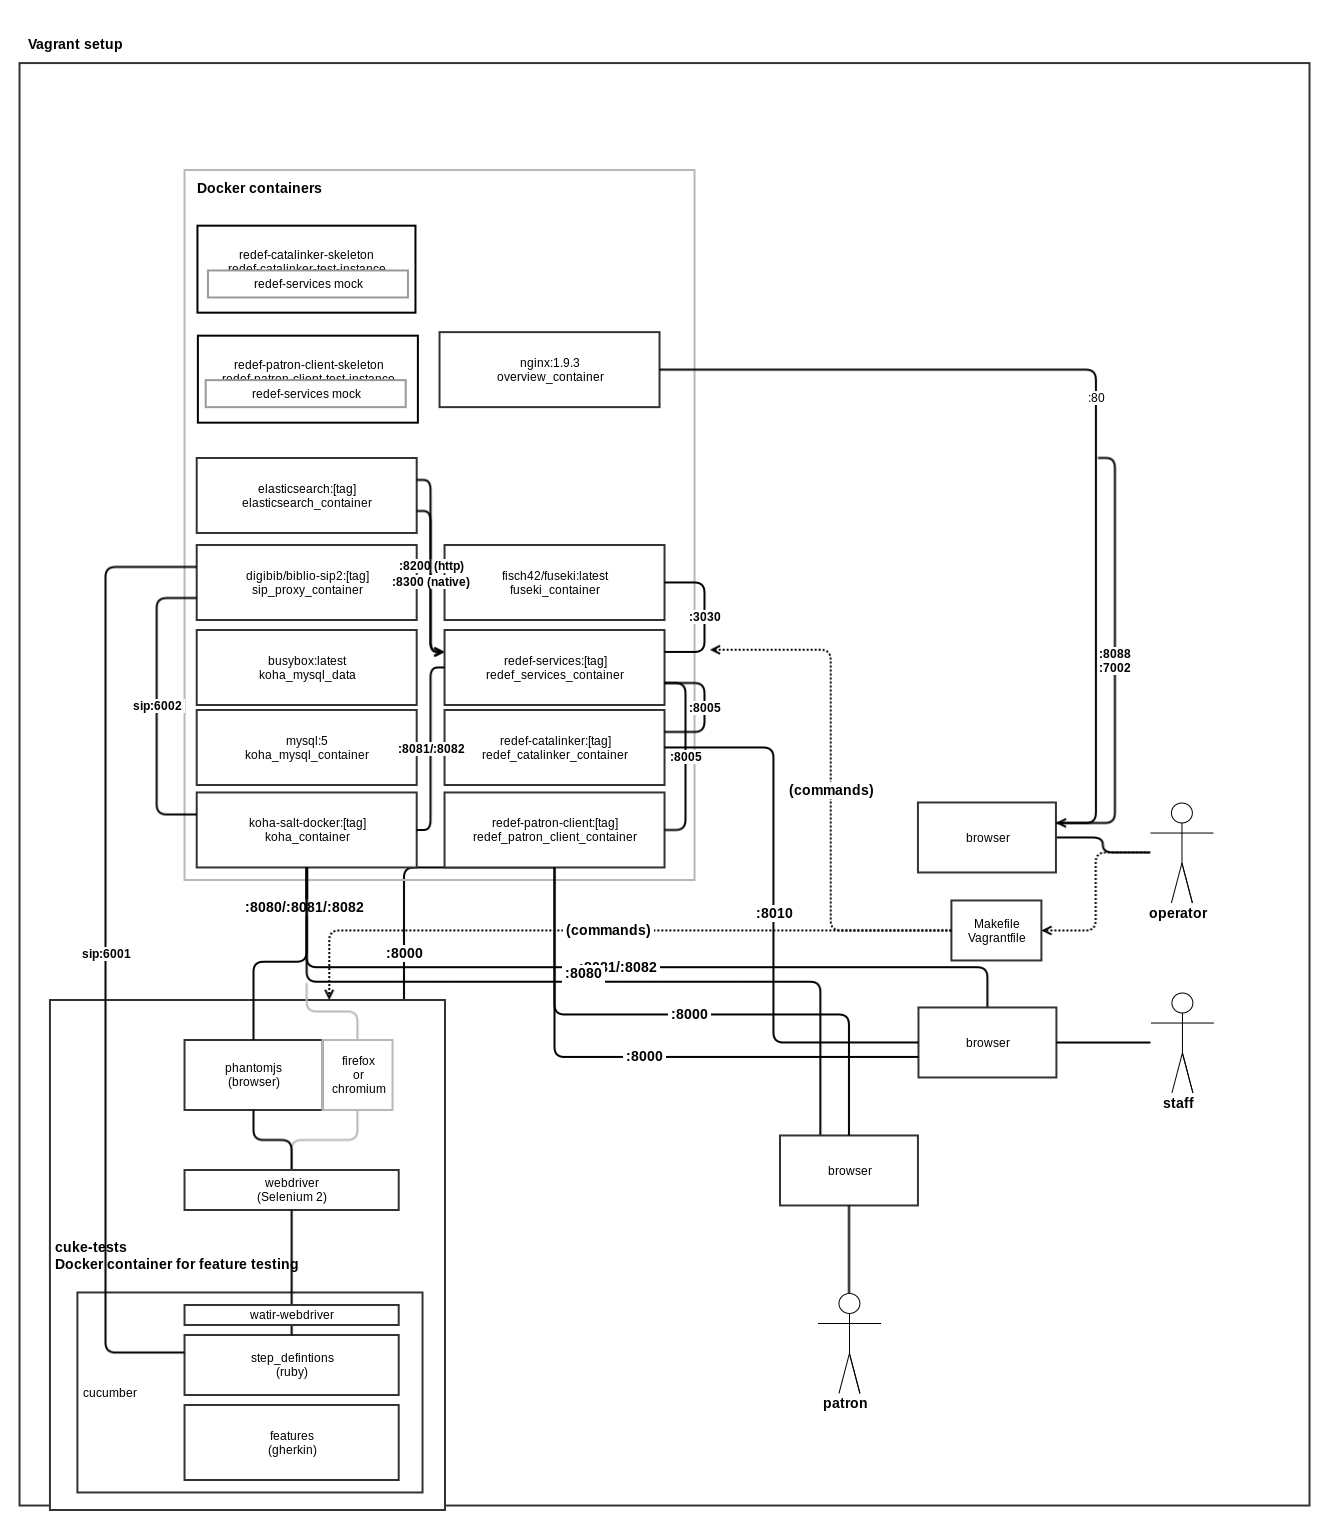 Vagrant setup
Docker containers
redef-catalinker-skeleton
redef-catalinker-test-instance
redef-services mock
redef-patron-client-skeleton
redef-patron-client-test-instance
redef-services mock
nginx:1.9.3
overview_container
:80
elasticsearch:[tag]
elasticsearch_container
:8200 (http)
:8300 (native)
digibib/biblio-sip2:[tag]
sip_proxy_container
fisch42/fuseki:latest
fuseki_container
:3030
busybox:latest
koha_mysql_data
redef-services:[tag]
redef_services_container
:8088
:7002
sip:6002
:8005
mysql:5
koha_mysql_container
:8081/:8082
redef-catalinker:[tag]
redef_catalinker_container
:8005
(commands)
koha-salt-docker:[tag]
koha_container
redef-patron-client:[tag]
redef_patron_client_container
browser
operator
:8080/:8081/:8082
:8010
Makefile
Vagrantfile
(commands)
sip:6001
:8000
:8081/:8082
:8080
:8000
:8000
browser
staff
phantomjs
(browser)
firefox
or
chromium
browser
webdriver
(Selenium 2)
cuke-tests
Docker container for feature testing
watir-webdriver
step_defintions
(ruby)
cucumber
features
(gherkin)
patron